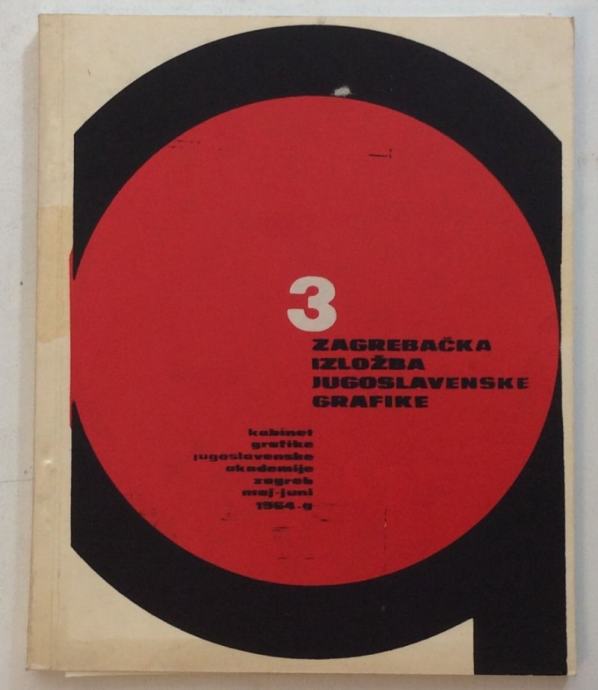 3
ZAGREBAČKA
IZLOŽBA
JUGOSLAVENSKE
GRAFIKE
kabinet
grafike
jugoslavenske
akademije
zagreb
maj-juni
1964.g